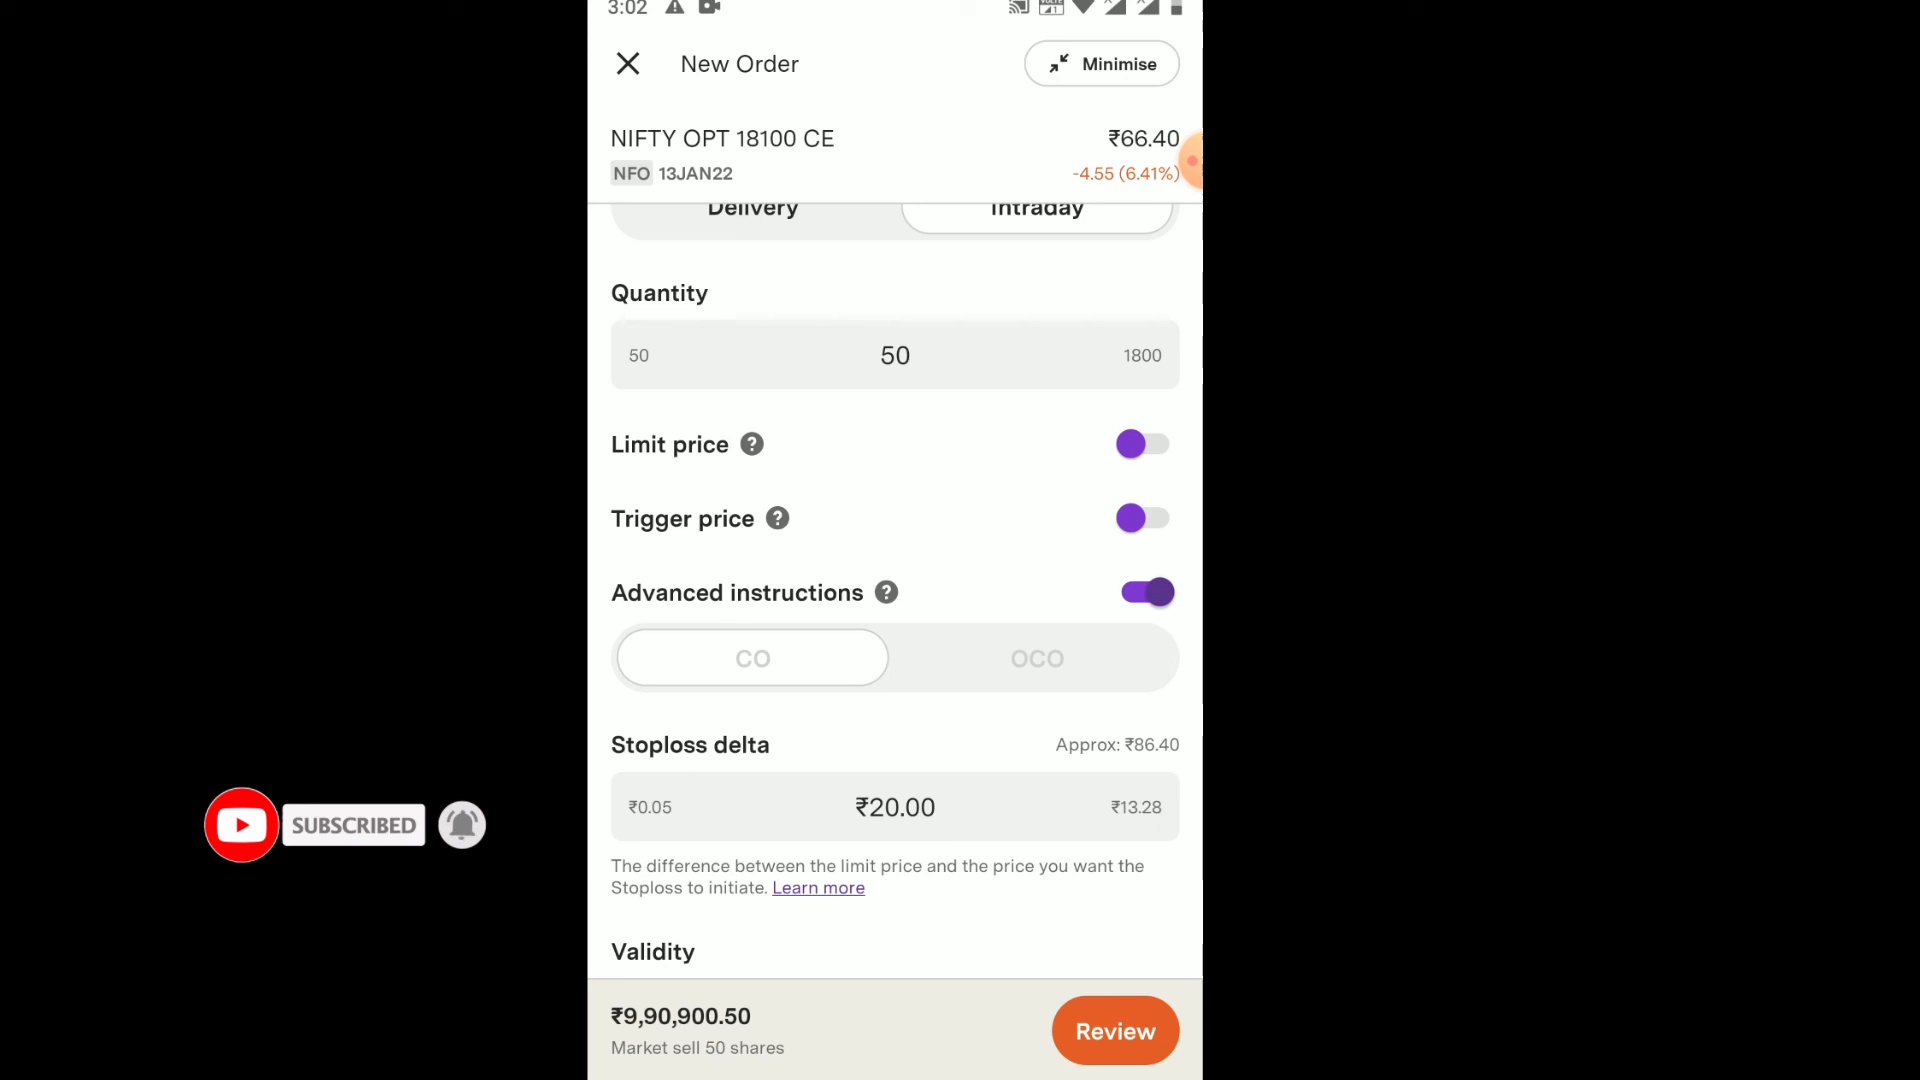 3:02
New Order
Minimise
NIFTY OPT 18100 CE
₹66.40
NFO 13JAN22
-4.55 (6.41%)
Delivery
Intraday
Quantity
50
50
1800
Limit price ?
Trigger price ?
Advanced instructions ?
CO
OCO
Stoploss delta
Approx: ₹86.40
₹0.05
₹20.00
₹13.28
The difference between the limit price and the price you want the
Stoploss to initiate. Learn more
SUBSCRIBED
Validity
₹9,90,900.50
Market sell 50 shares
Review